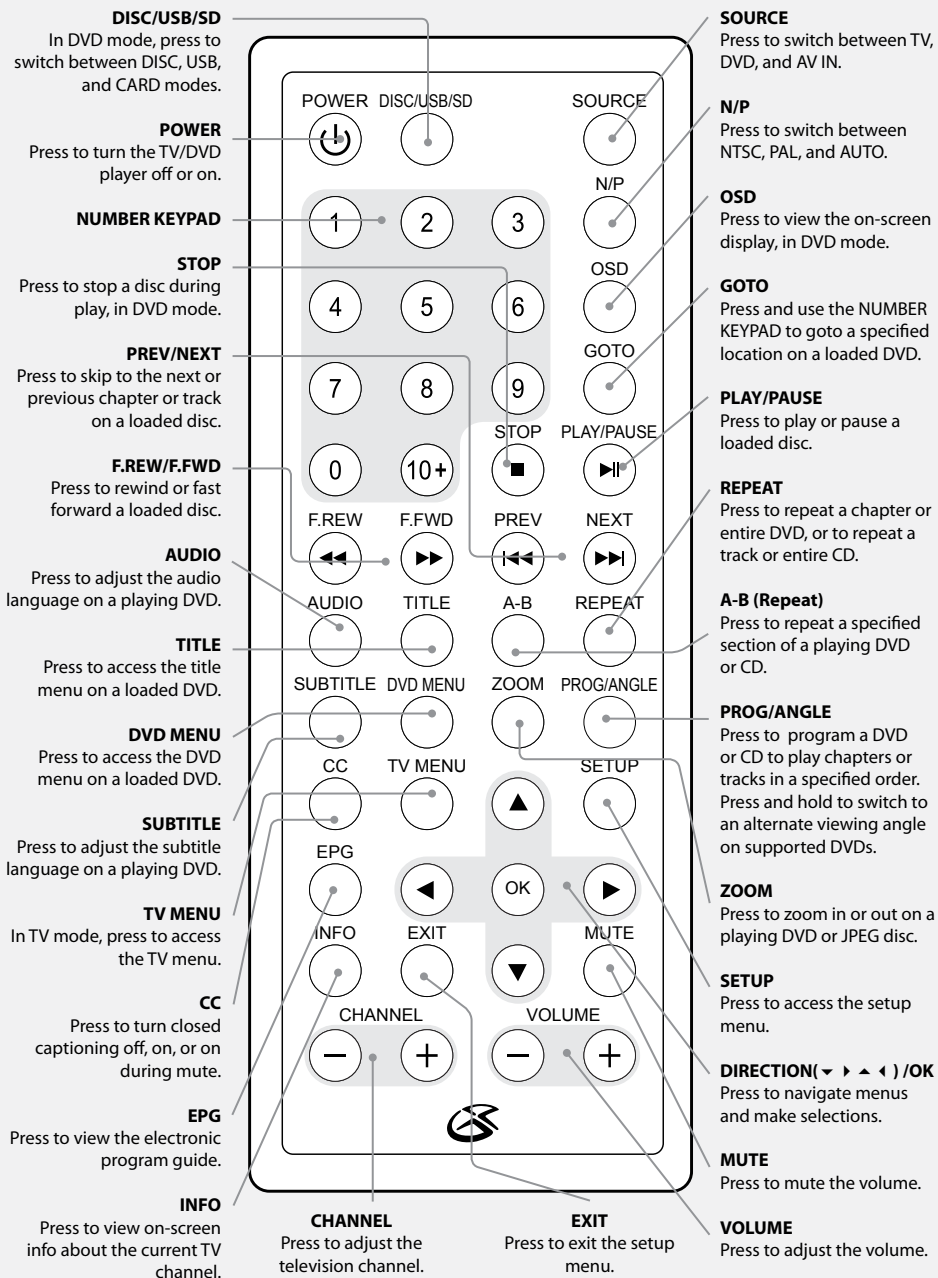 DISC/USB/SD
In DVD mode, press to
switch between DISC, USB,
and CARD modes.
POWER
Press to turn the TV/DVD
player off or on.
NUMBER KEYPAD
STOP
Press to stop a disc during
play, in DVD mode.
PREV/NEXT
Press to skip to the next or
previous chapter or track
on a loaded disc.
F.REW/F.FWD
Press to rewind or fast
forward a loaded disc.
AUDIO
Press to adjust the audio
language on a playing DVD.
TITLE
Press to access the title
menu on a loaded DVD.
DVD MENU
Press to access the DVD
menu on a loaded DVD.
SUBTITLE
Press to adjust the subtitle
language on a playing DVD.
TV MENU
In TV mode, press to access
the TV menu.
CC
Press to turn closed
captioning off, on, or on
during mute.
EPG
Press to view the electronic
program guide.
INFO
Press to view on-screen
info about the current TV
channel.
POWER DISC/USB/SD SOURCE
N/P
1 2 3
OSD
4 5 6
GOTO
7 8 9
STOP PLAY/PAUSE
0 10+
F.REW F.FWD PREV NEXT
AUDIO TITLE A-B REPEAT
SUBTITLE DVD MENU ZOOM PROG/ANGLE
CC TV MENU SETUP
EPG
OK
INFO EXIT MUTE
CHANNEL VOLUME
− + − +
CHANNEL
Press to adjust the
television channel.
EXIT
Press to exit the setup
menu.
SOURCE
Press to switch between TV,
DVD, and AV IN.
N/P
Press to switch between
NTSC, PAL, and AUTO.
OSD
Press to view the on-screen
display, in DVD mode.
GOTO
Press and use the NUMBER
KEYPAD to goto a specified
location on a loaded DVD.
PLAY/PAUSE
Press to play or pause a
loaded disc.
REPEAT
Press to repeat a chapter or
entire DVD, or to repeat a
track or entire CD.
A-B (Repeat)
Press to repeat a specified
section of a playing DVD
or CD.
PROG/ANGLE
Press to program a DVD
or CD to play chapters or
tracks in a specified order.
Press and hold to switch to
an alternate viewing angle
on supported DVDs.
ZOOM
Press to zoom in or out on a
playing DVD or JPEG disc.
SETUP
Press to access the setup
menu.
DIRECTION(▾ ▸ ▴ ◂ ) /OK
Press to navigate menus
and make selections.
MUTE
Press to mute the volume.
VOLUME
Press to adjust the volume.